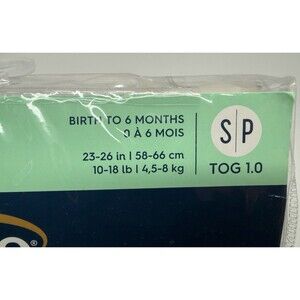 BIRTH TO 6 MONTHS
0 À 6 MOIS
S|P
23-26 in | 58-66 cm
10-18 lb | 4,5-8 kg
TOG 1.0
®